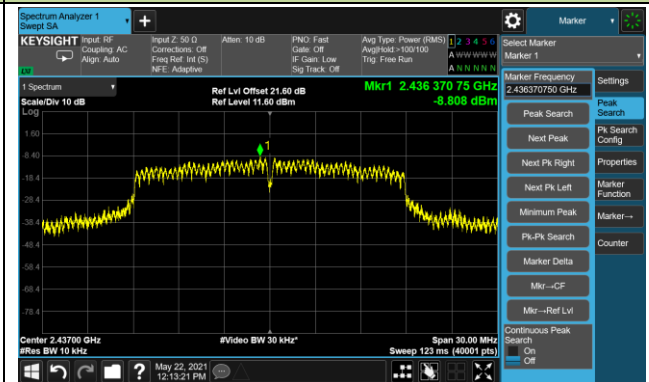 Spectrum Analyzer 1
Swept SA
+
Marker
KEYSIGHT
Input: RF
Coupling: AC
Align: Auto
Input Z: 50 Ω
Corrections: Off
Freq Ref: Int (S)
NFE: Adaptive
Atten: 10 dB
PNO: Fast
Gate: Off
IF Gain: Low
Sig Track: Off
Avg Type: Power (RMS)
Avg|Hold:>100/100
Trig: Free Run
1 2 3 4 5 6
A W W W W W
A N N N N N
Select Marker
Marker 1
1 Spectrum
Scale/Div 10 dB
Log
Ref Lvl Offset 21.60 dB
Ref Level 11.60 dBm
Mkr1 2.436 370 75 GHz
-8.808 dBm
1.60
-8.40
-18.4
-28.4
-38.4
-48.4
-58.4
-68.4
-78.4
1
Center 2.43700 GHz
#Res BW 10 kHz
#Video BW 30 kHz*
Span 30.00 MHz
Sweep 123 ms (40001 pts)
Marker Frequency
2.436370750 GHz
Peak Search
Next Peak
Next Pk Right
Next Pk Left
Minimum Peak
Pk-Pk Search
Marker Delta
Mkr→CF
Mkr→Ref Lvl
Continuous Peak
Search
On
Off
Settings
Peak
Search
Pk Search
Config
Properties
Marker
Function
Marker→
Counter
?
May 22, 2021
12:13:21 PM